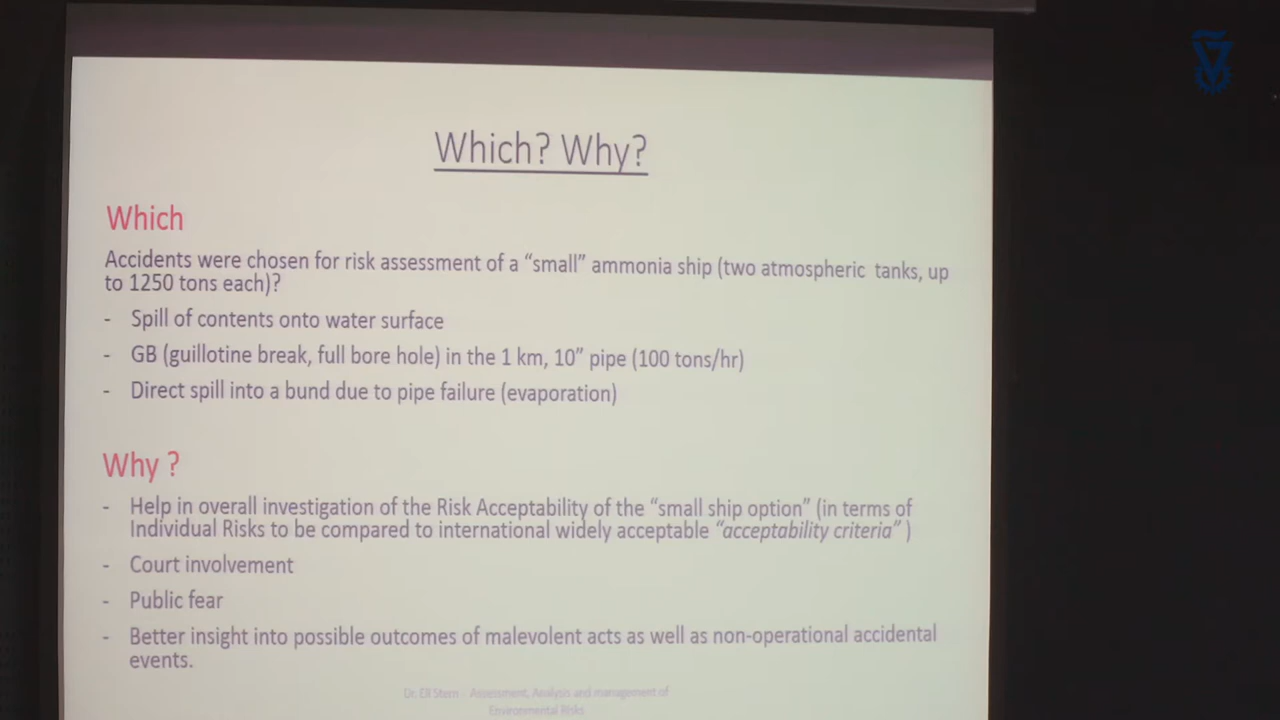 Which? Why?
Which
Accidents were chosen for risk assessment of a “small” ammonia ship (two atmospheric tanks, up
to 1250 tons each)?
- Spill of contents onto water surface
- GB (guillotine break, full bore hole) in the 1 km, 10” pipe (100 tons/hr)
- Direct spill into a bund due to pipe failure (evaporation)
Why ?
- Help in overall investigation of the Risk Acceptability of the “small ship option” (in terms of
Individual Risks to be compared to international widely acceptable “acceptability criteria” )
- Court involvement
- Public fear
- Better insight into possible outcomes of malevolent acts as well as non-operational accidental
events.
Dr. Eli Stern - Assessment, Analysis and management of
Environmental Risks